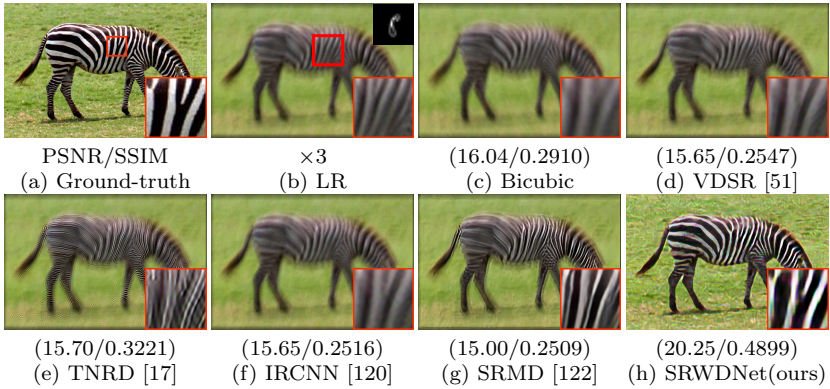 PSNR/SSIM ×3 (16.04/0.2910) (15.65/0.2547)
(a) Ground-truth (b) LR (c) Bicubic (d) VDSR [51]
(15.70/0.3221) (15.65/0.2516) (15.00/0.2509) (20.25/0.4899)
(e) TNRD [17] (f) IRCNN [120] (g) SRMD [122] (h) SRWDNet(ours)